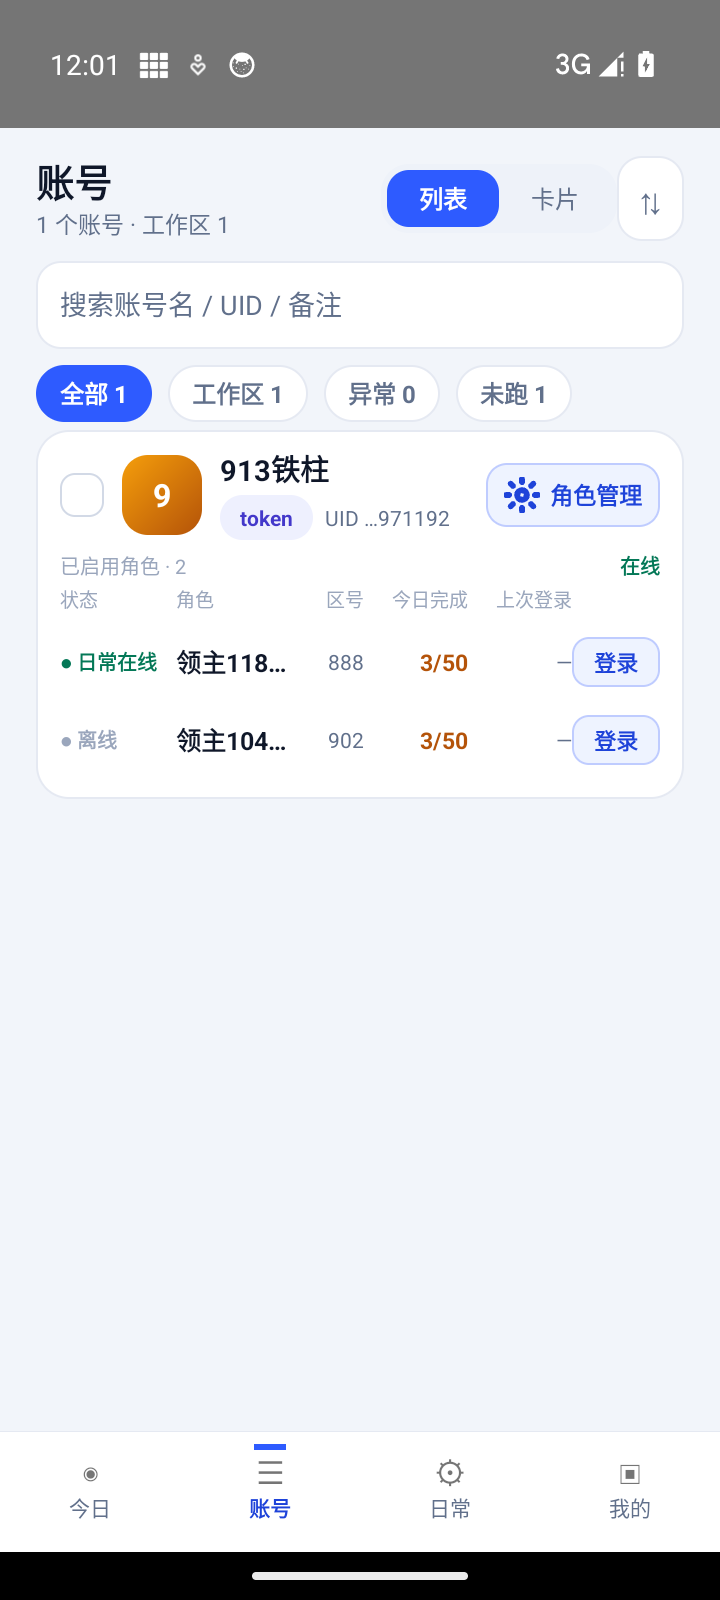 12:01 3G
账号
1 个账号 · 工作区 1
列表 卡片
搜索账号名 / UID / 备注
全部 1 工作区 1 异常 0 未跑 1
9 913铁柱 角色管理
token UID ...971192
已启用角色 · 2 在线
状态 角色 区号 今日完成 上次登录
日常在线 领主118... 888 3/50 — 登录
离线 领主104... 902 3/50 — 登录
今日 账号 日常 我的